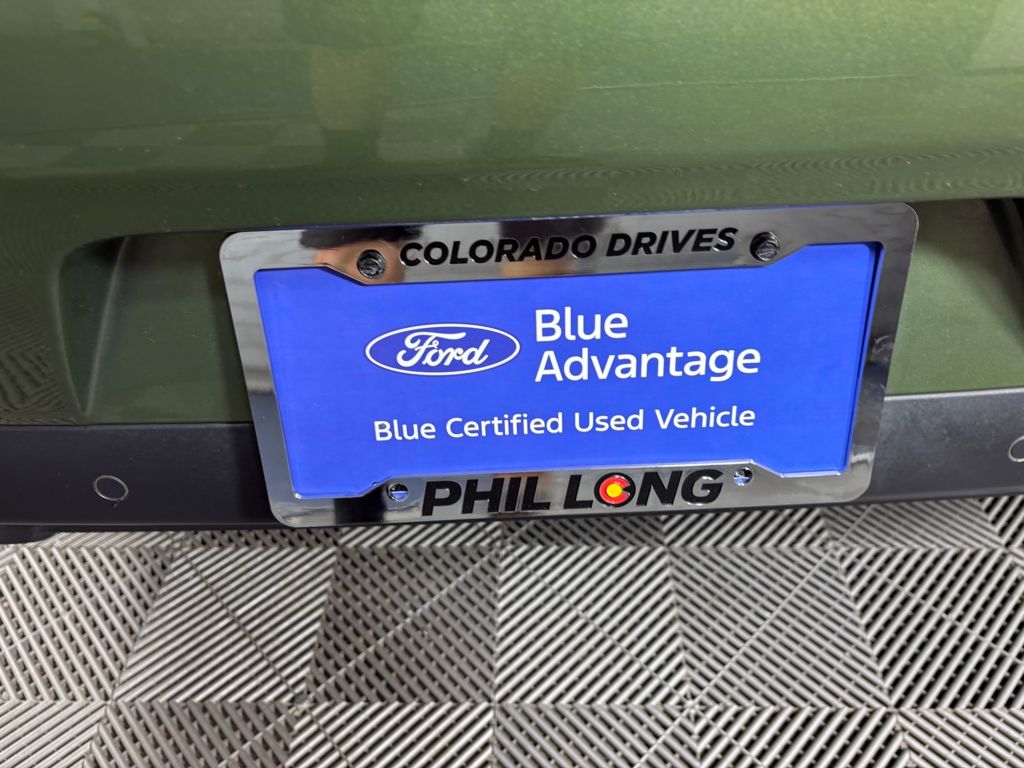 COLORADO DRIVES
Ford
Blue
Advantage
Blue Certified Used Vehicle
PHIL LONG